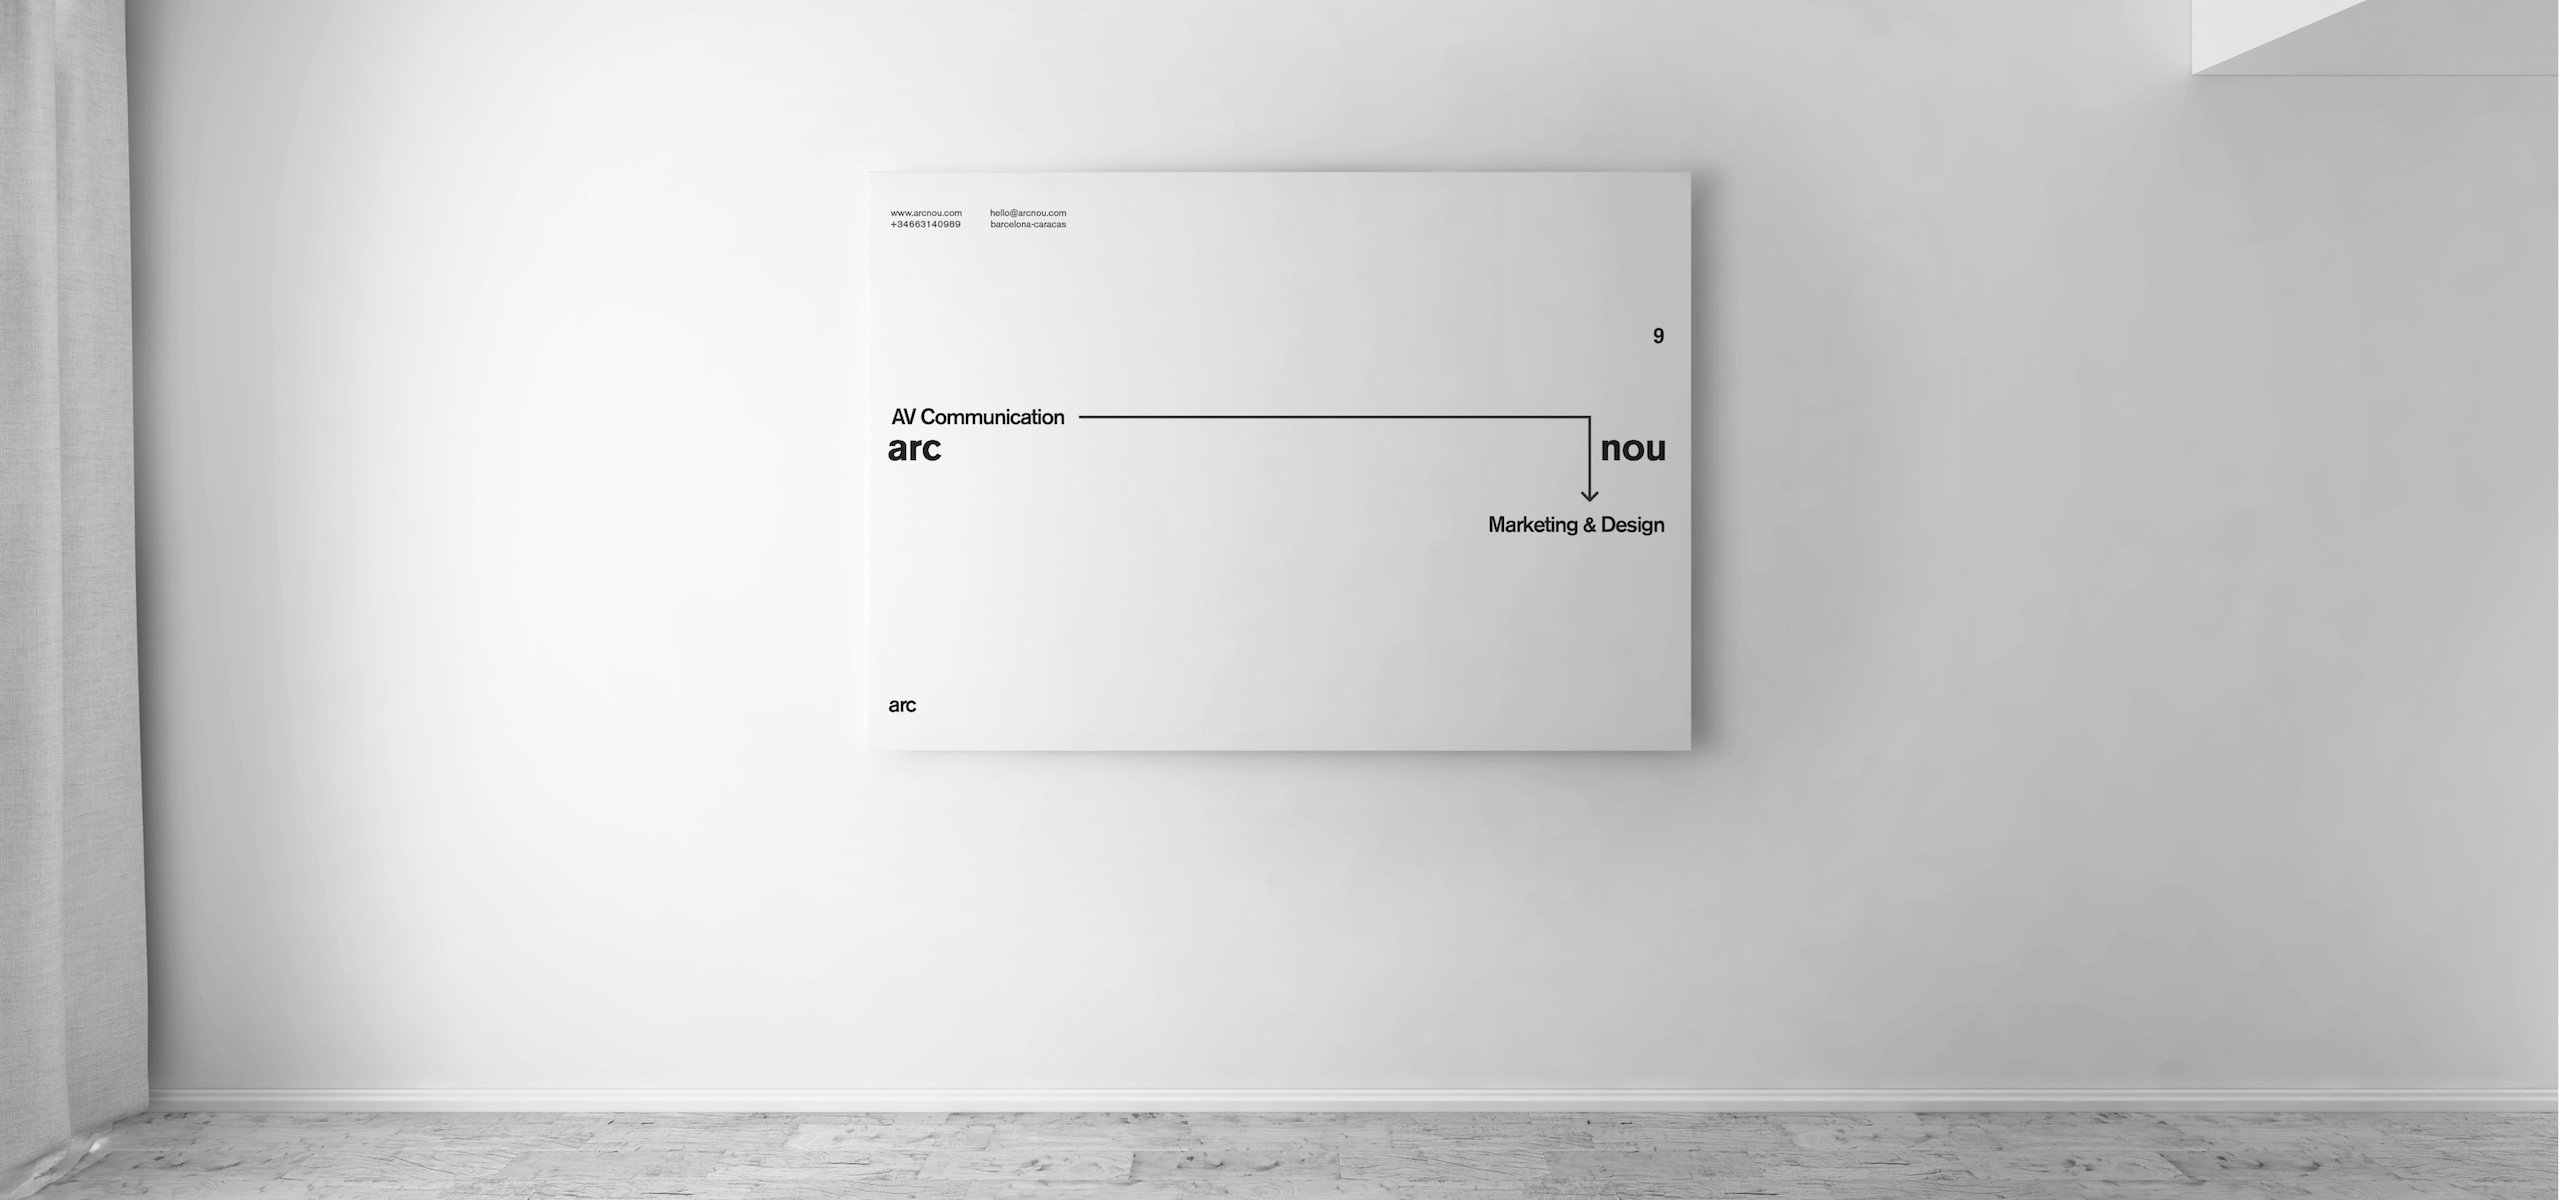 www.arcnou.com
+34663140989
hello@arcnou.com
barcelona-caracas
9
AV Communication
arc
nou
Marketing & Design
arc